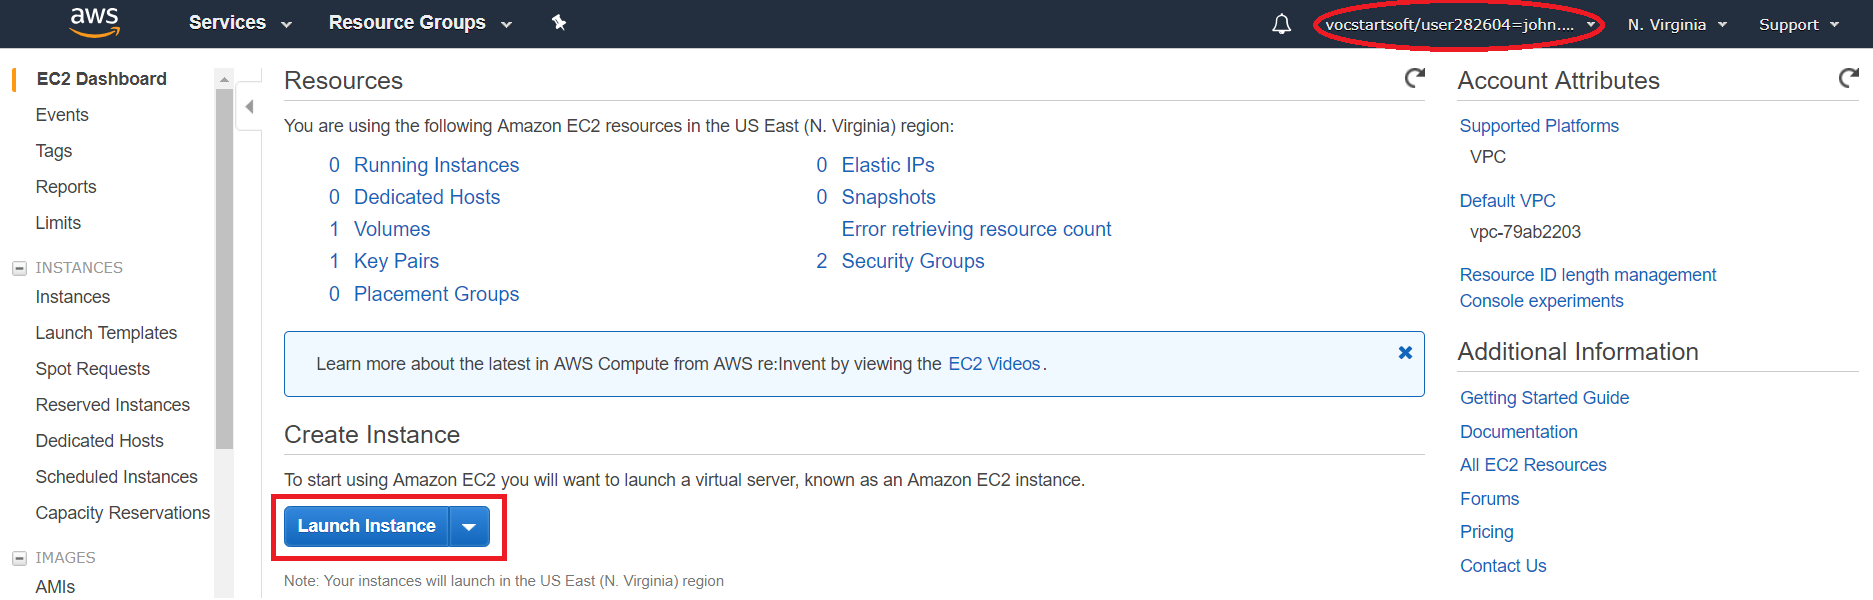 aws
Services
Resource Groups
vocstartsoft/user282604=john....
N. Virginia
Support
EC2 Dashboard
Events
Tags
Reports
Limits
INSTANCES
Instances
Launch Templates
Spot Requests
Reserved Instances
Dedicated Hosts
Scheduled Instances
Capacity Reservations
IMAGES
AMIs
Resources
You are using the following Amazon EC2 resources in the US East (N. Virginia) region:
0 Running Instances
0 Dedicated Hosts
1 Volumes
1 Key Pairs
0 Placement Groups
0 Elastic IPs
0 Snapshots
Error retrieving resource count
2 Security Groups
Learn more about the latest in AWS Compute from AWS re:Invent by viewing the EC2 Videos.
Create Instance
To start using Amazon EC2 you will want to launch a virtual server, known as an Amazon EC2 instance.
Launch Instance
Note: Your instances will launch in the US East (N. Virginia) region
Account Attributes
Supported Platforms
VPC
Default VPC
vpc-79ab2203
Resource ID length management
Console experiments
Additional Information
Getting Started Guide
Documentation
All EC2 Resources
Forums
Pricing
Contact Us